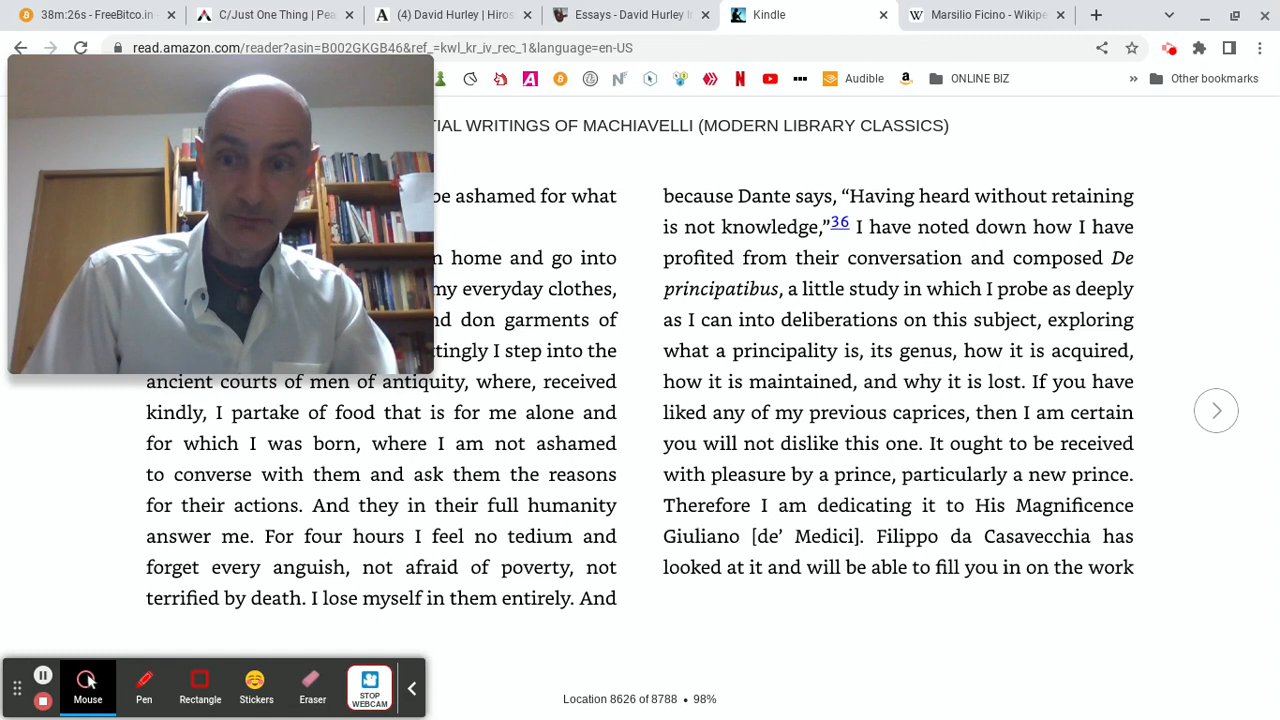 38m:26s - FreeBitco.in -
C/Just One Thing | Pea
(4) David Hurley | Hiros
Essays - David Hurley In
Kindle
Marsilio Ficino - Wikipe
read.amazon.com/reader?asin=B002GKGB46&ref_=kwl_kr_iv_rec_1&language=en-US
Audible
ONLINE BIZ
Other bookmarks
TIAL WRITINGS OF MACHIAVELLI (MODERN LIBRARY CLASSICS)
be ashamed for what
n home and go into
my everyday clothes,
nd don garments of
tingly I step into the
ancient courts of men of antiquity, where, received
kindly, I partake of food that is for me alone and
for which I was born, where I am not ashamed
to converse with them and ask them the reasons
for their actions. And they in their full humanity
answer me. For four hours I feel no tedium and
forget every anguish, not afraid of poverty, not
terrified by death. I lose myself in them entirely. And
because Dante says, “Having heard without retaining
is not knowledge,”36 I have noted down how I have
profited from their conversation and composed De
principatibus, a little study in which I probe as deeply
as I can into deliberations on this subject, exploring
what a principality is, its genus, how it is acquired,
how it is maintained, and why it is lost. If you have
liked any of my previous caprices, then I am certain
you will not dislike this one. It ought to be received
with pleasure by a prince, particularly a new prince.
Therefore I am dedicating it to His Magnificence
Giuliano [de’ Medici]. Filippo da Casavecchia has
looked at it and will be able to fill you in on the work
Mouse
Pen
Rectangle
Stickers
Eraser
STOP
WEBCAM
Location 8626 of 8788 • 98%